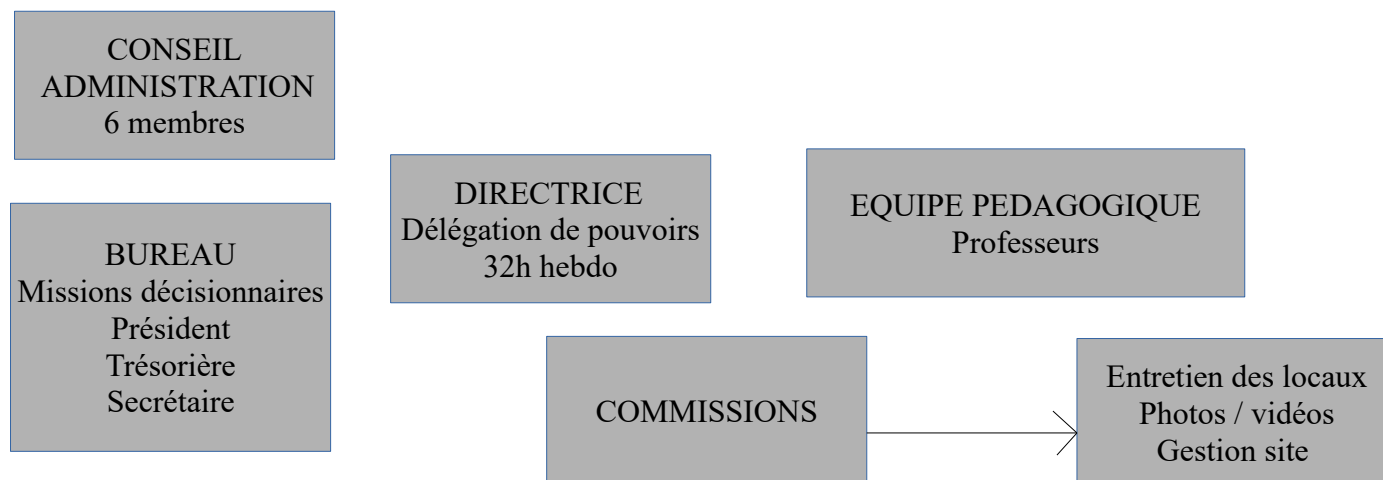 CONSEIL
ADMINISTRATION
6 membres
BUREAU
Missions décisionnaires
Président
Trésorière
Secrétaire
DIRECTRICE
Délégation de pouvoirs
32h hebdo
EQUIPE PEDAGOGIQUE
Professeurs
COMMISSIONS
Entretien des locaux
Photos / vidéos
Gestion site